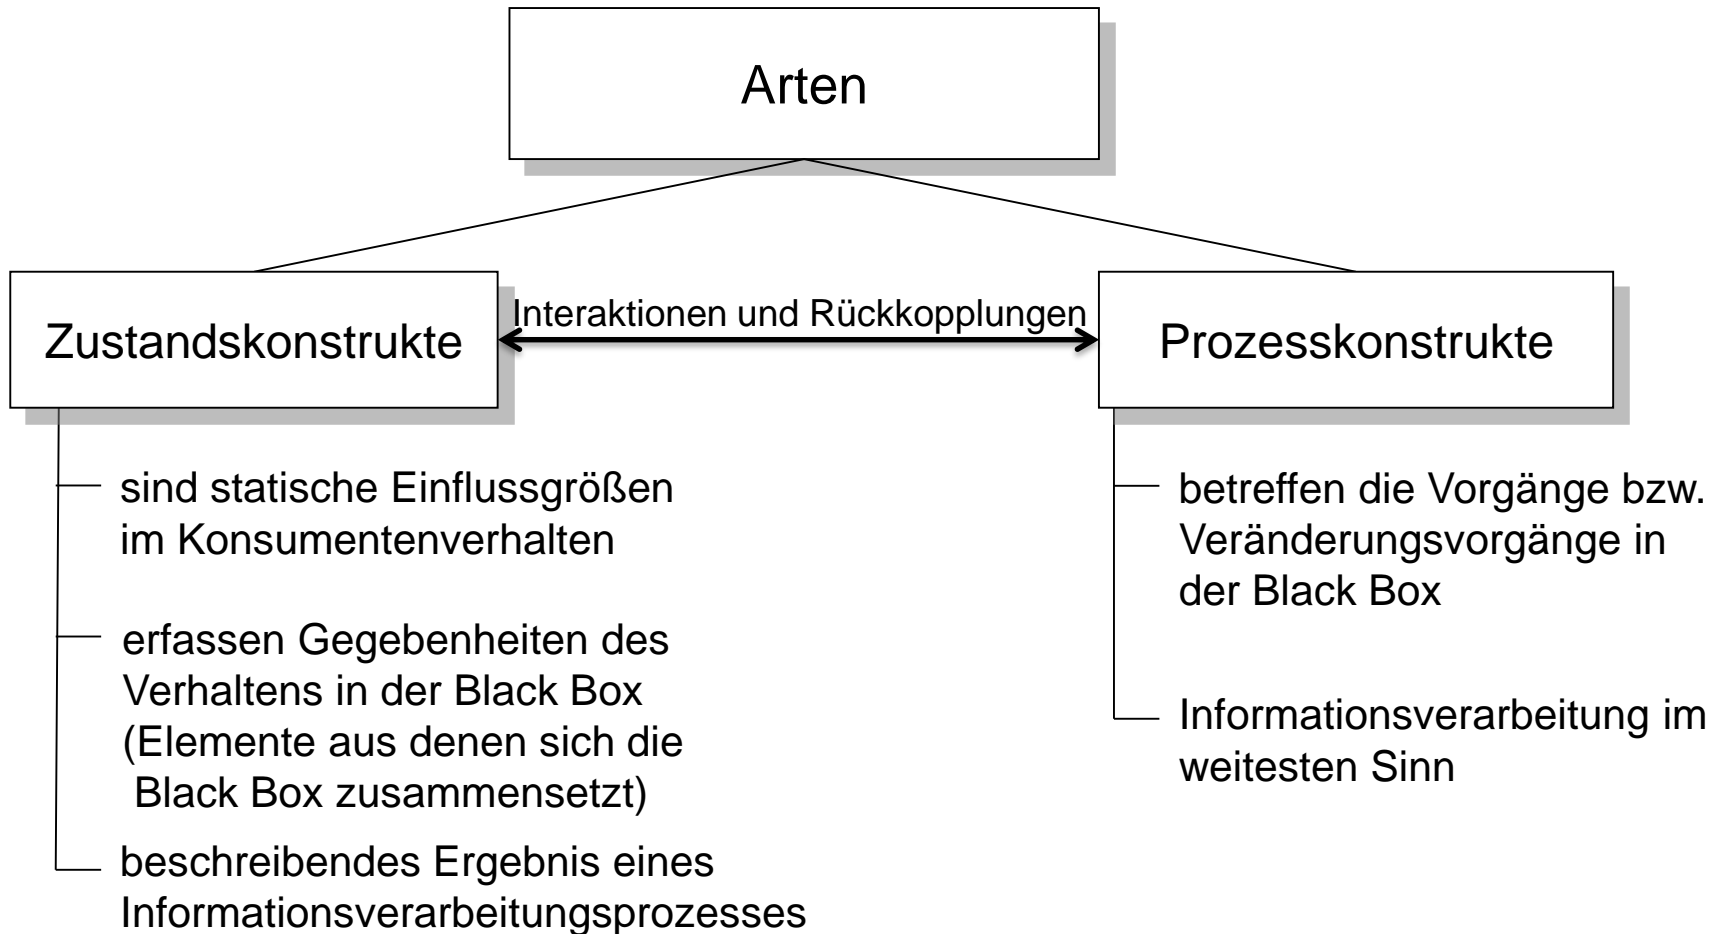 Arten
Zustandskonstrukte
Interaktionen und Rückkopplungen
Prozesskonstrukte
sind statische Einflussgrößen
im Konsumentenverhalten
erfassen Gegebenheiten des
Verhaltens in der Black Box
(Elemente aus denen sich die
Black Box zusammensetzt)
beschreibendes Ergebnis eines
Informationsverarbeitungsprozesses
betreffen die Vorgänge bzw.
Veränderungsvorgänge in
der Black Box
Informationsverarbeitung im
weitesten Sinn